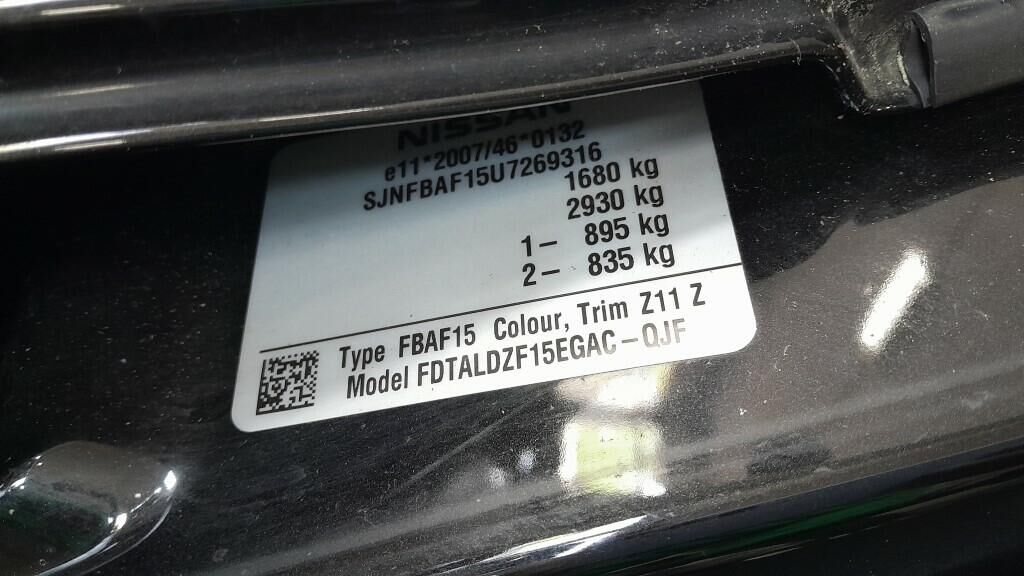 NISSAN
e11*2007/46*0132
SJNFBAF15U7269316
1680 kg
2930 kg
1- 895 kg
2- 835 kg
Type FBAF15 Colour, Trim Z11 Z
Model FDTALDZF15EGAC-QJF